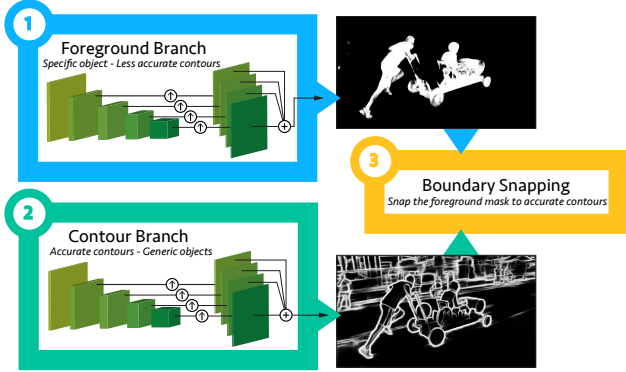 1
Foreground Branch
Specific object - Less accurate contours
3
Boundary Snapping
Snap the foreground mask to accurate contours
2
Contour Branch
Accurate contours - Generic objects